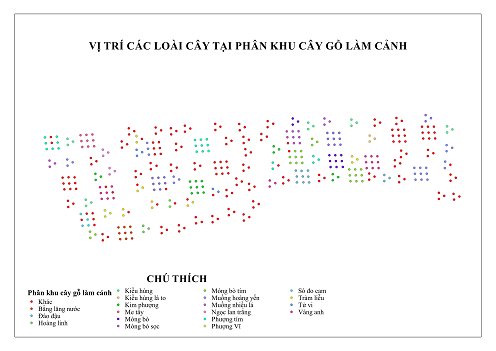 VỊ TRÍ CÁC LOÀI CÂY TẠI PHÂN KHU CÂY GỖ LÀM CẢNH
CHÚ THÍCH
Phân khu cây gỗ làm cảnh
Khác
Bằng lăng nước
Đào đậu
Hoàng linh
Kiều hùng
Kiều hùng lá to
Kim phượng
Me tây
Móng bò
Móng bò sọc
Móng bò tím
Muồng hoàng yến
Muồng nhiều lá
Ngọc lan trắng
Phượng tím
Phượng Vĩ
Sò đo cam
Tràm liễu
Tử vi
Vàng anh